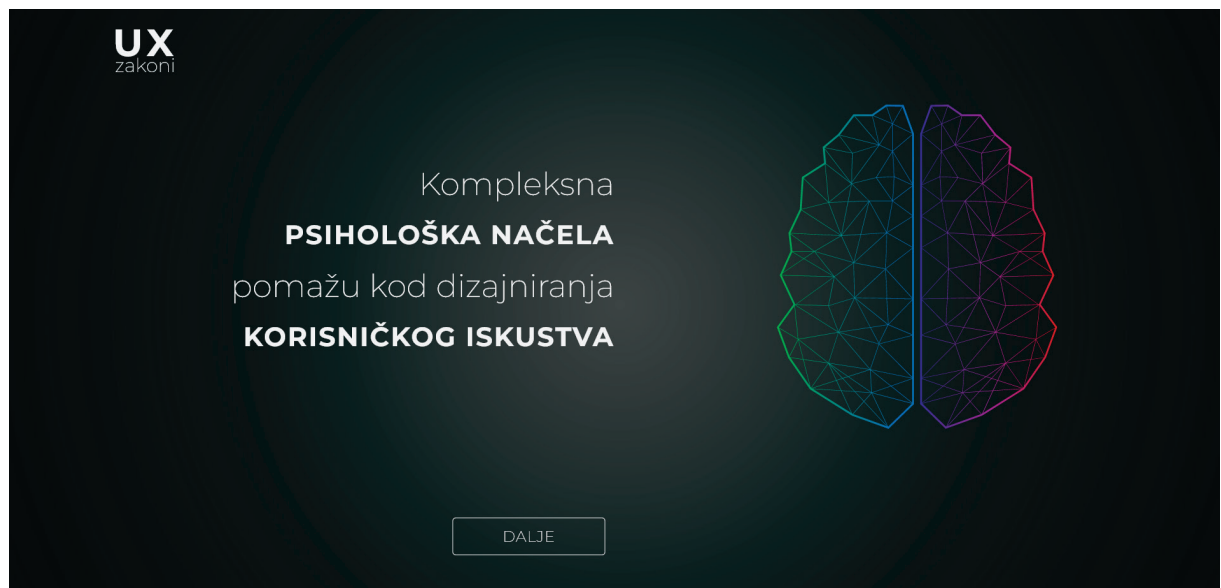 UX
zakoni
Kompleksna
PSIHOLOŠKA NAČELA
pomažu kod dizajniranja
KORISNIČKOG ISKUSTVA
DALJE